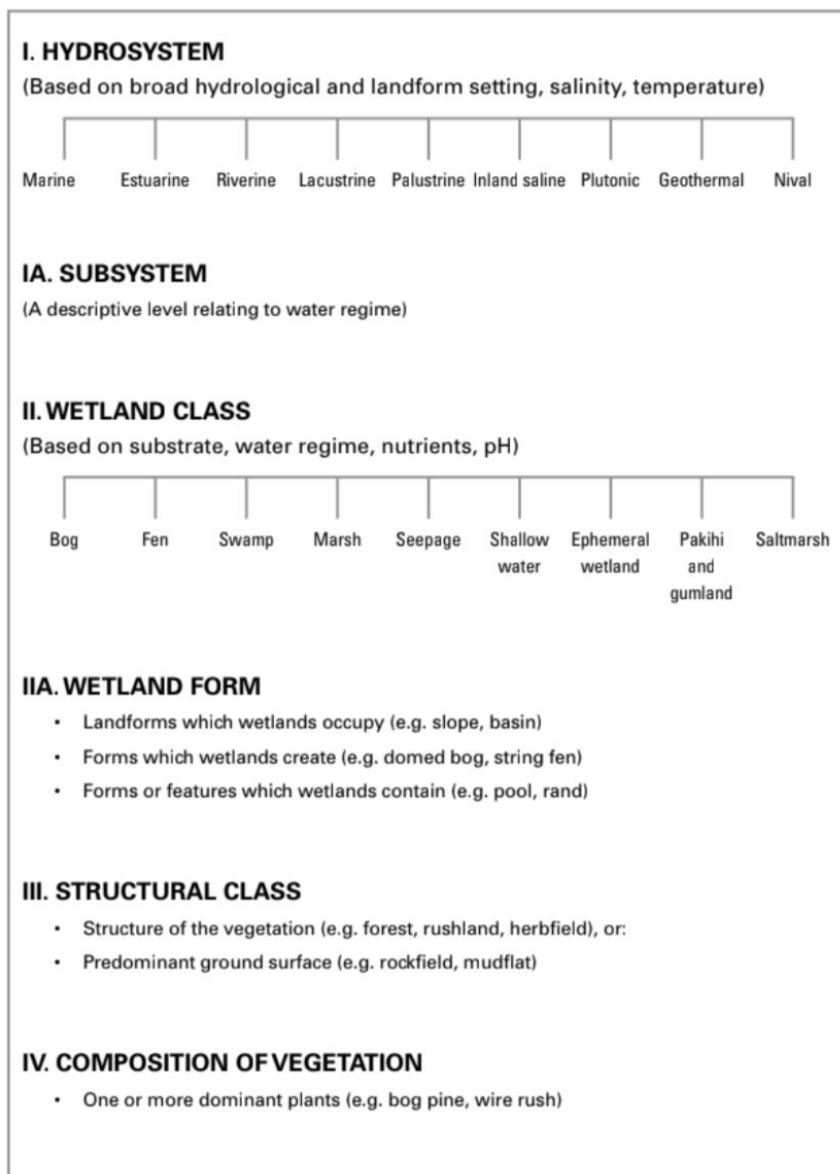 I. HYDROSYSTEM
(Based on broad hydrological and landform setting, salinity, temperature)
Marine Estuarine Riverine Lacustrine Palustrine Inland saline Plutonic Geothermal Nival
IA. SUBSYSTEM
(A descriptive level relating to water regime)
II. WETLAND CLASS
(Based on substrate, water regime, nutrients, pH)
Bog Fen Swamp Marsh Seepage Shallow Ephemeral Pakihi Saltmarsh
water wetland and
gumland
IIA. WETLAND FORM
• Landforms which wetlands occupy (e.g. slope, basin)
• Forms which wetlands create (e.g. domed bog, string fen)
• Forms or features which wetlands contain (e.g. pool, rand)
III. STRUCTURAL CLASS
• Structure of the vegetation (e.g. forest, rushland, herbfield), or:
• Predominant ground surface (e.g. rockfield, mudflat)
IV. COMPOSITION OF VEGETATION
• One or more dominant plants (e.g. bog pine, wire rush)